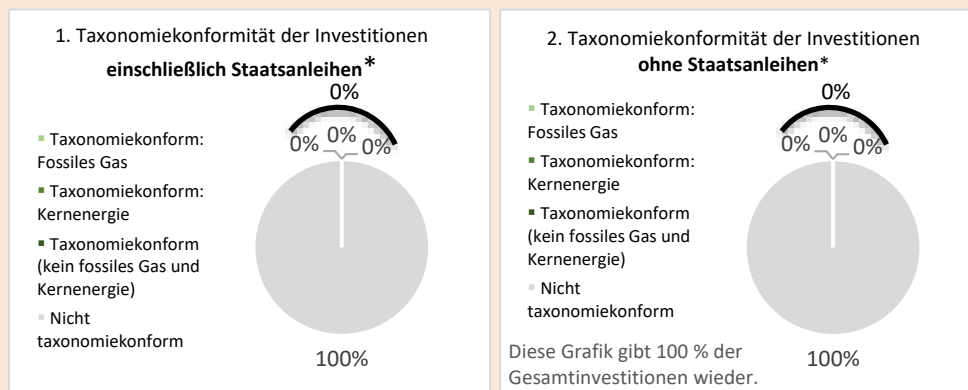 1. Taxonomiekonformität der Investitionen
einschließlich Staatsanleihen*
0%
0% 0% 0%
Taxonomiekonform:
Fossiles Gas
Taxonomiekonform:
Kernenergie
Taxonomiekonform
(kein fossiles Gas und
Kernenergie)
Nicht
taxonomiekonform
100%
2. Taxonomiekonformität der Investitionen
ohne Staatsanleihen*
0%
0% 0% 0%
Taxonomiekonform:
Fossiles Gas
Taxonomiekonform:
Kernenergie
Taxonomiekonform
(kein fossiles Gas und
Kernenergie)
Nicht
taxonomiekonform
100%
Diese Grafik gibt 100 % der
Gesamtinvestitionen wieder.